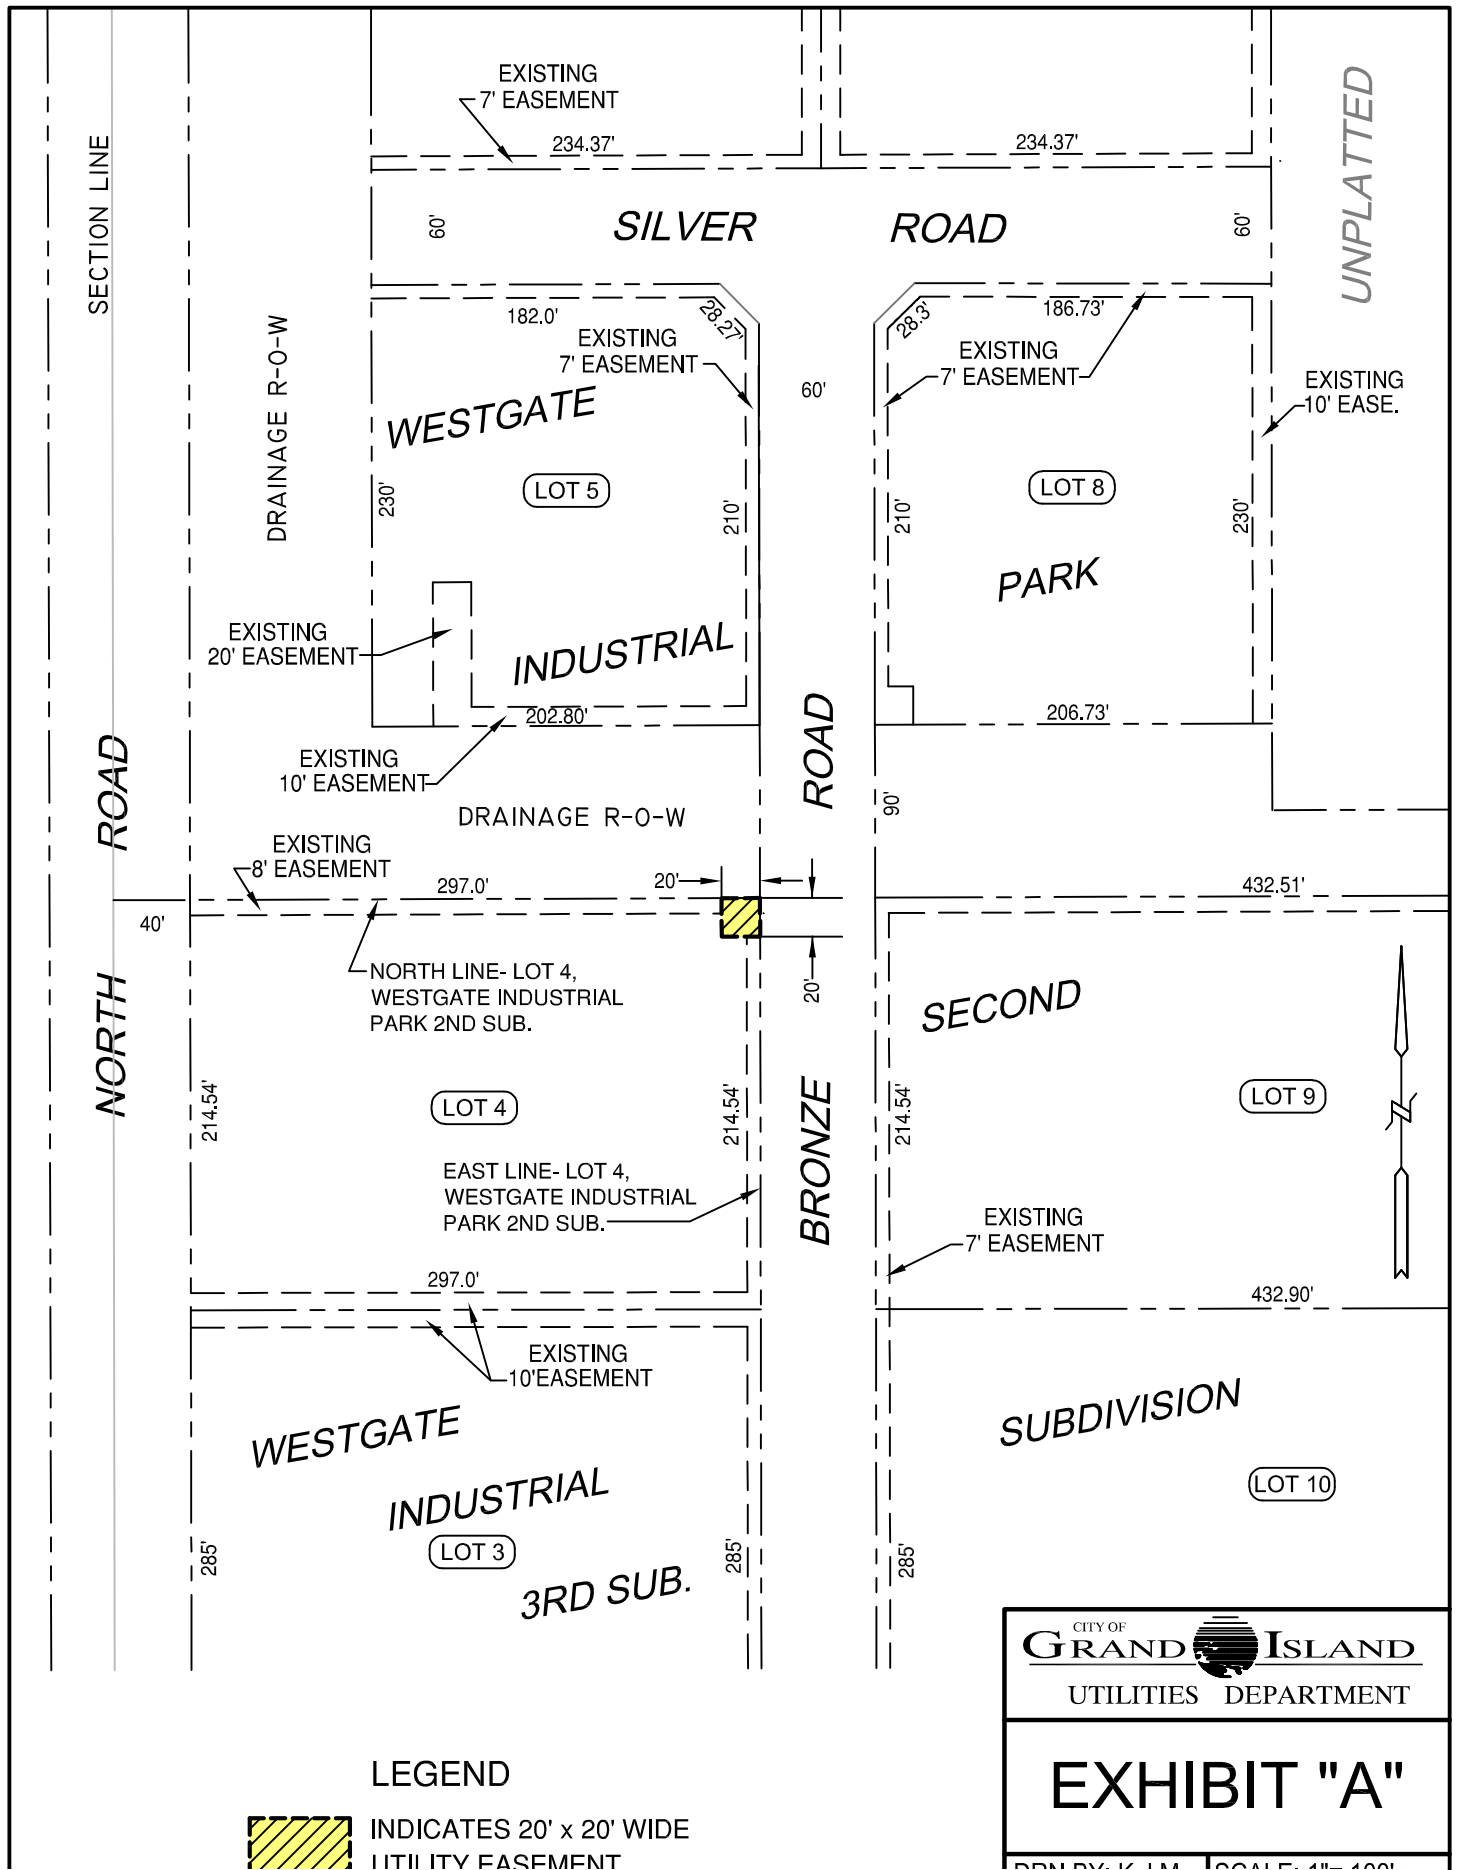 EXISTING
7' EASEMENT
234.37'
234.37'
UNPLATTED
SECTION LINE
60'
SILVER ROAD
60'
182.0'
28.27'
28.3'
186.73'
DRAINAGE R-O-W
EXISTING
7' EASEMENT
EXISTING
7' EASEMENT
60'
EXISTING
10' EASE.
WESTGATE
230'
LOT 5
210'
210'
LOT 8
230'
PARK
EXISTING
20' EASEMENT
INDUSTRIAL
202.80'
206.73'
EXISTING
10' EASEMENT
NORTH ROAD
BRONZE ROAD
DRAINAGE R-O-W
90'
EXISTING
8' EASEMENT
297.0'
20'
432.51'
40'
20'
NORTH LINE- LOT 4,
WESTGATE INDUSTRIAL
PARK 2ND SUB.
SECOND
214.54'
LOT 4
214.54'
214.54'
LOT 9
N
EAST LINE- LOT 4,
WESTGATE INDUSTRIAL
PARK 2ND SUB.
EXISTING
7' EASEMENT
297.0'
432.90'
EXISTING
10'EASEMENT
WESTGATE
INDUSTRIAL
SUBDIVISION
LOT 10
285'
LOT 3
285'
285'
3RD SUB.
CITY OF
GRAND ISLAND
UTILITIES DEPARTMENT
EXHIBIT "A"
LEGEND
INDICATES 20' x 20' WIDE
UTILITY EASEMENT
DRN BY: K.J.M.
SCALE: 1"= 100'